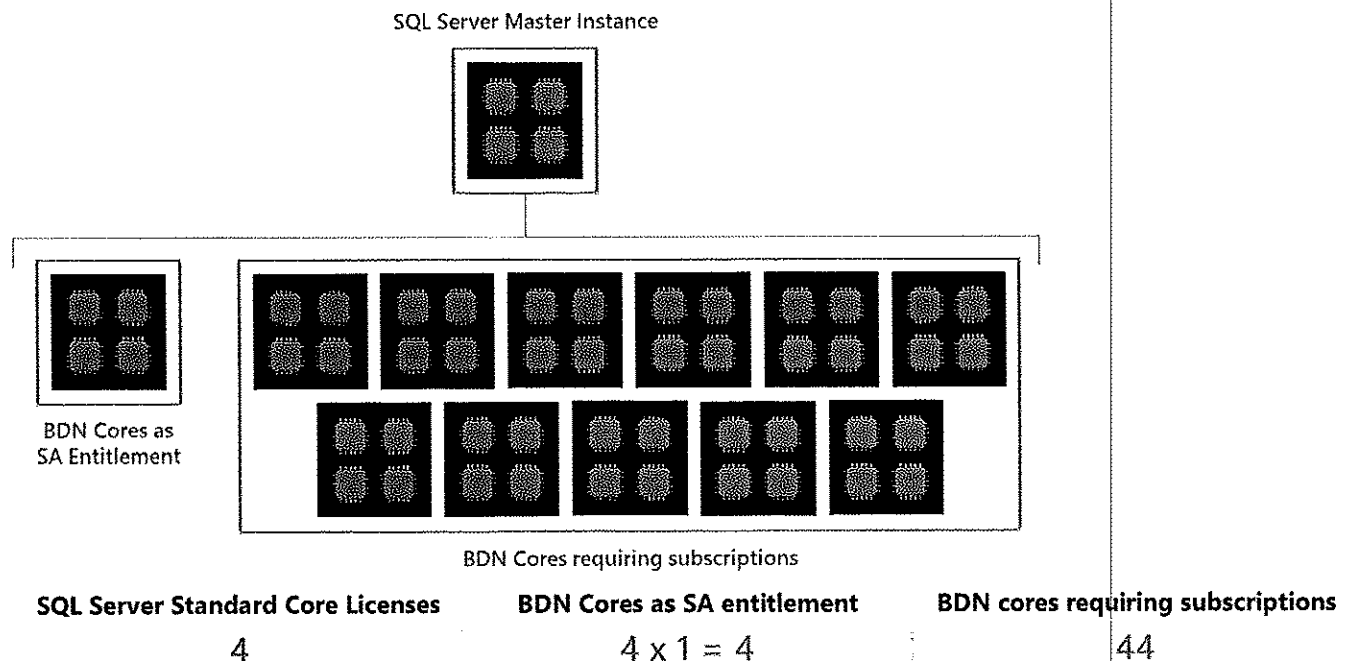 SQL Server Master Instance
BDN Cores as
SA Entitlement
BDN Cores requiring subscriptions
SQL Server Standard Core Licenses
BDN Cores as SA entitlement
BDN cores requiring subscriptions
4
4 x 1 = 4
44